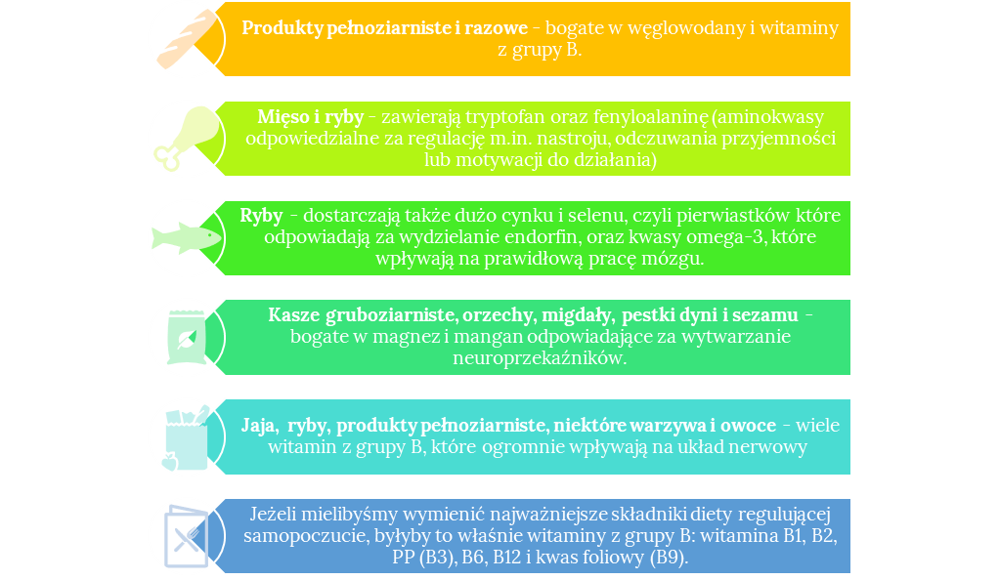 Produkty pełnoziarniste i razowe - bogate w węglowodany i witaminy
z grupy B.
Mięso i ryby - zawierają tryptofan oraz fenyloalaninę (aminokwasy
odpowiedzialne za regulację m.in. nastroju, odczuwania przyjemności
lub motywacji do działania)
Ryby - dostarczają także dużo cynku i selenu, czyli pierwiastków które
odpowiadają za wydzielanie endorfin, oraz kwasy omega-3, które
wpływają na prawidłową pracę mózgu.
Kasze gruboziarniste, orzechy, migdały, pestki dyni i sezamu -
bogate w magnez i mangan odpowiadające za wytwarzanie
neuroprzekaźników.
Jaja, ryby, produkty pełnoziarniste, niektóre warzywa i owoce - wiele
witamin z grupy B, które ogromnie wpływają na układ nerwowy
Jeżeli mielibyśmy wymienić najważniejsze składniki diety regulującej
samopoczucie, byłyby to właśnie witaminy z grupy B: witamina B1, B2,
PP (B3), B6, B12 i kwas foliowy (B9).